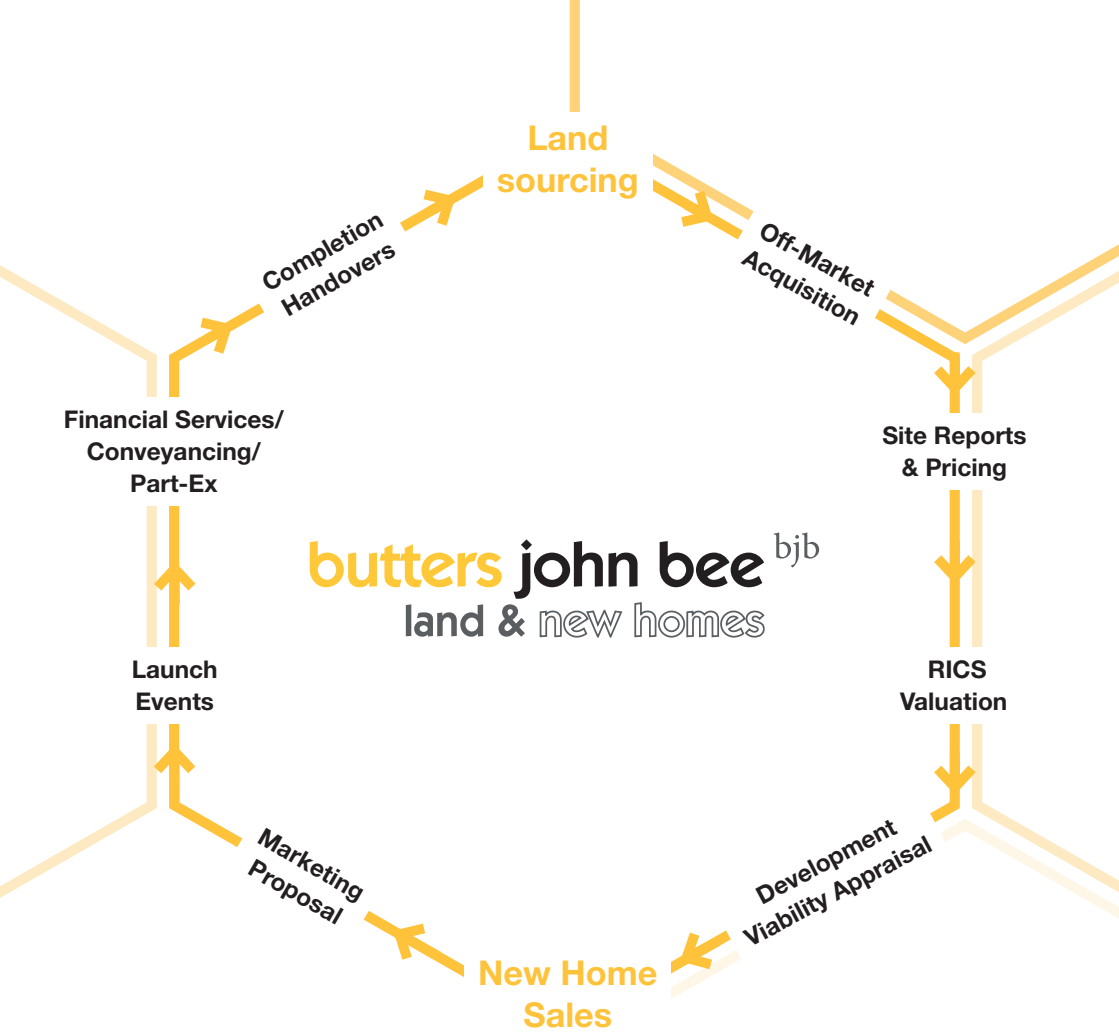 Land
sourcing
Off-Market
Acquisition
Site Reports
& Pricing
RICS
Valuation
Development
Viability Appraisal
New Home
Sales
Marketing
Proposal
Launch
Events
Financial Services/
Conveyancing/
Part-Ex
Completion
Handovers
butters john bee bjb
land & new homes